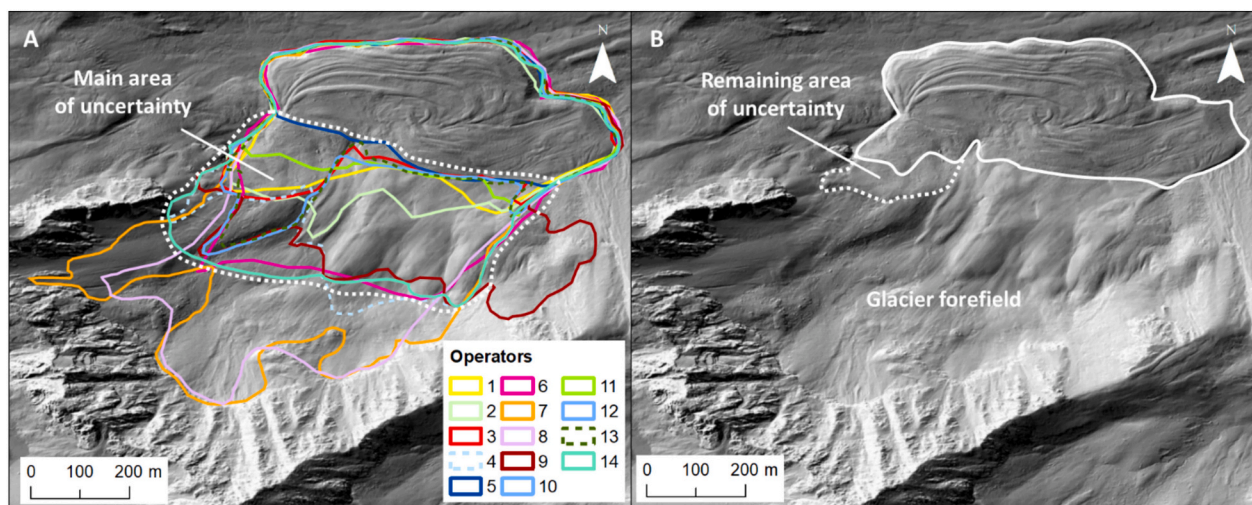 A
N
Main area
of uncertainty
Operators
1 6 11
2 7 12
3 8 13
4 9 14
5 10
0 100 200 m
B
N
Remaining area
of uncertainty
Glacier forefield
0 100 200 m